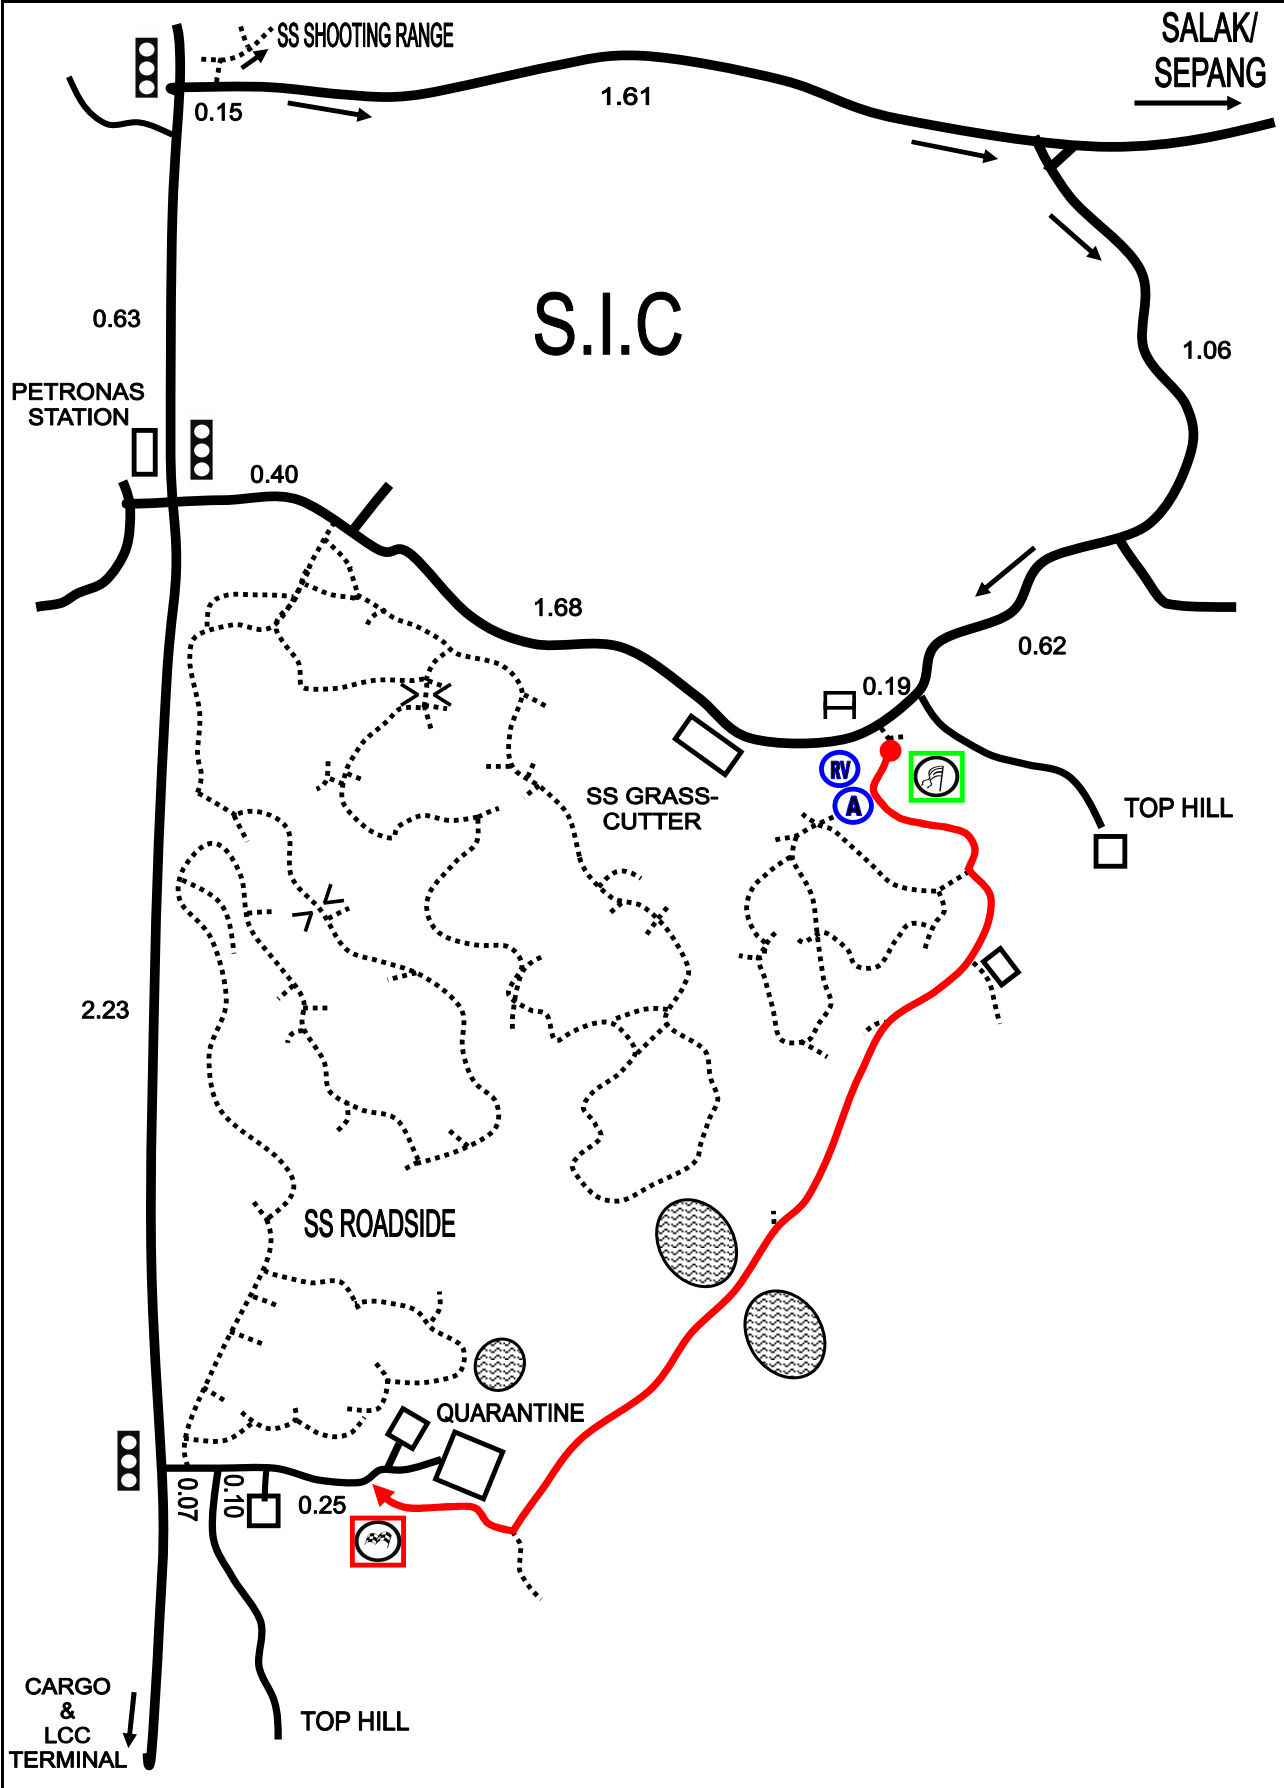 SS SHOOTING RANGE
SALAK/
SEPANG
0.15
1.61
0.63
S.I.C
1.06
PETRONAS
STATION
0.40
1.68
0.62
0.19
RV
A
SS GRASS-
CUTTER
TOP HILL
2.23
SS ROADSIDE
QUARANTINE
0.07
0.10
0.25
CARGO
&
LCC
TERMINAL
TOP HILL